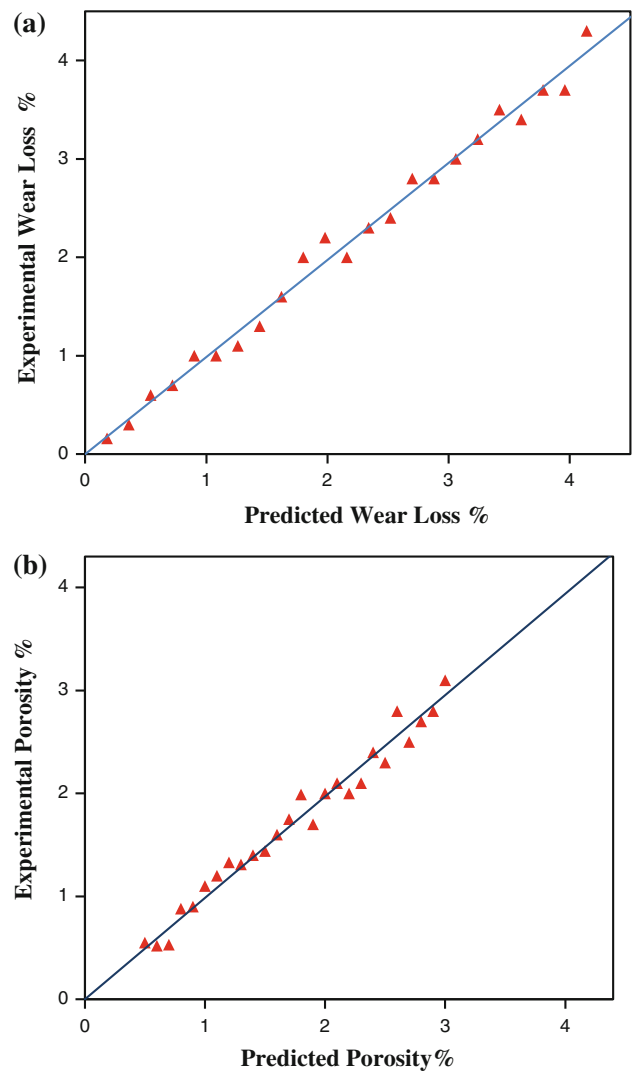 (a)
Experimental Wear Loss %
4
3
2
1
0
0 1 2 3 4
Predicted Wear Loss %
(b)
Experimental Porosity %
4
3
2
1
0
0 1 2 3 4
Predicted Porosity%